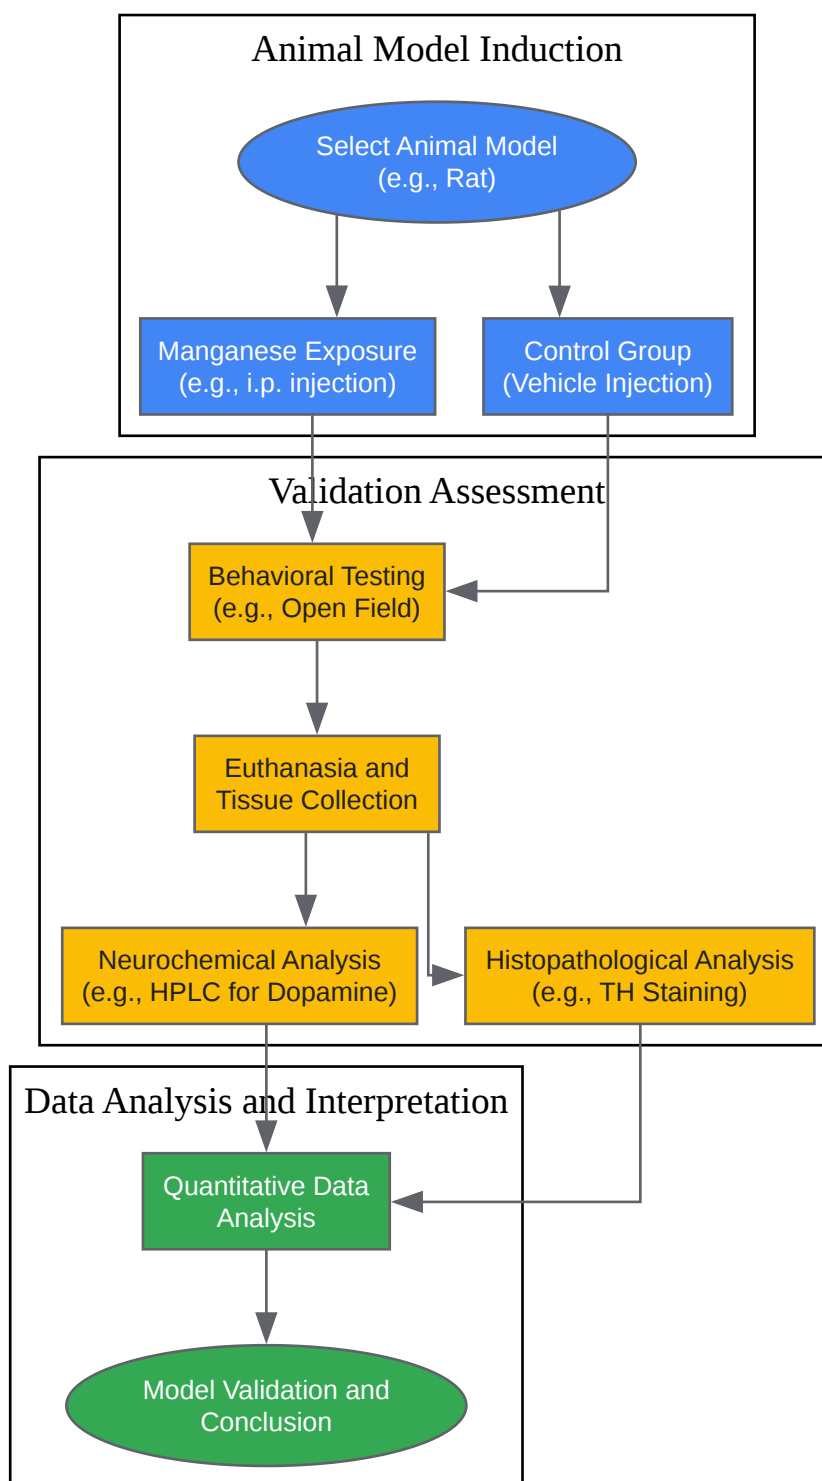 Animal Model Induction
Select Animal Model
(e.g., Rat)
Manganese Exposure
(e.g., i.p. injection)
Control Group
(Vehicle Injection)
Validation Assessment
Behavioral Testing
(e.g., Open Field)
Euthanasia and
Tissue Collection
Neurochemical Analysis
(e.g., HPLC for Dopamine)
Histopathological Analysis
(e.g., TH Staining)
Data Analysis and Interpretation
Quantitative Data
Analysis
Model Validation and
Conclusion